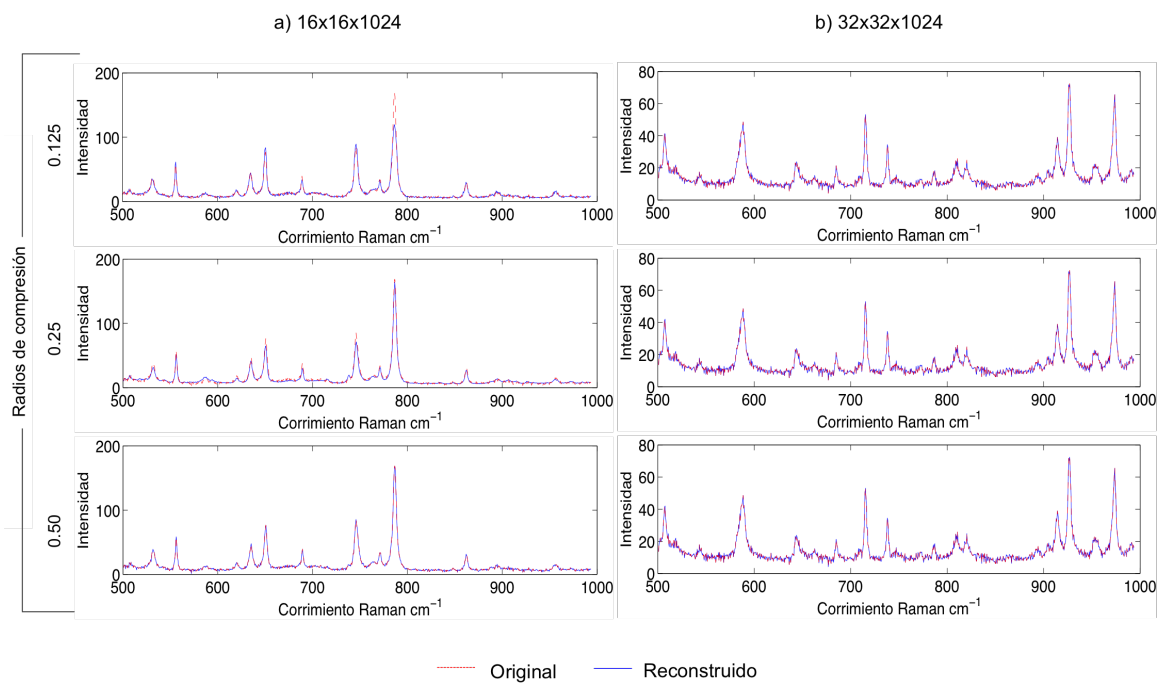 a) 16x16x1024
b) 32x32x1024
Radios de compresión
0.125
Intensidad
200
100
0
500 600 700 800 900 1000
Corrimiento Raman cm⁻¹
Intensidad
80
60
40
20
0
500 600 700 800 900 1000
Corrimiento Raman cm⁻¹
0.25
Intensidad
200
100
0
500 600 700 800 900 1000
Corrimiento Raman cm⁻¹
Intensidad
80
60
40
20
0
500 600 700 800 900 1000
Corrimiento Raman cm⁻¹
0.50
Intensidad
200
100
0
500 600 700 800 900 1000
Corrimiento Raman cm⁻¹
Intensidad
80
60
40
20
0
500 600 700 800 900 1000
Corrimiento Raman cm⁻¹
Original Reconstruido